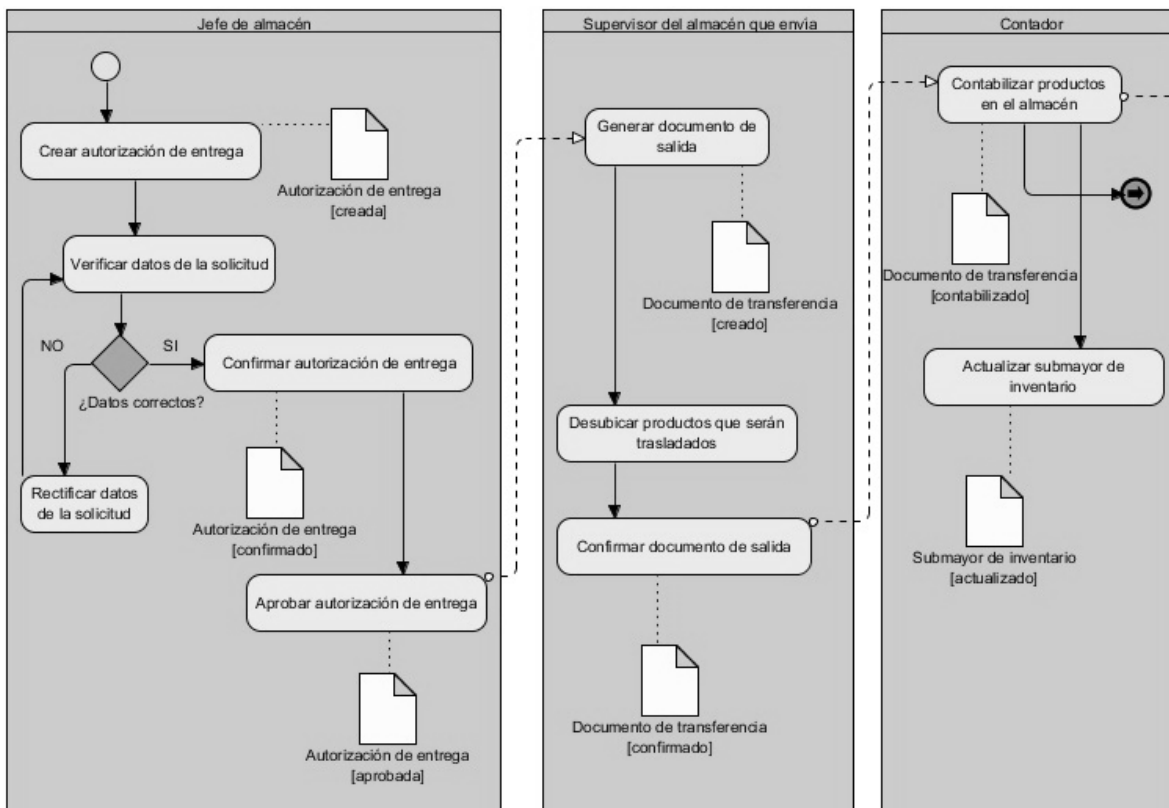 Jefe de almacén
Crear autorización de entrega
Autorización de entrega
[creada]
Verificar datos de la solicitud
NO
SI
¿Datos correctos?
Confirmar autorización de entrega
Rectificar datos
de la solicitud
Autorización de entrega
[confirmado]
Aprobar autorización de entrega
Autorización de entrega
[aprobada]
Supervisor del almacén que envía
Generar documento de
salida
Documento de transferencia
[creado]
Desubicar productos que serán
trasladados
Confirmar documento de salida
Documento de transferencia
[confirmado]
Contador
Contabilizar productos
en el almacén
Documento de transferencia
[contabilizado]
Actualizar submayor de
inventario
Submayor de inventario
[actualizado]